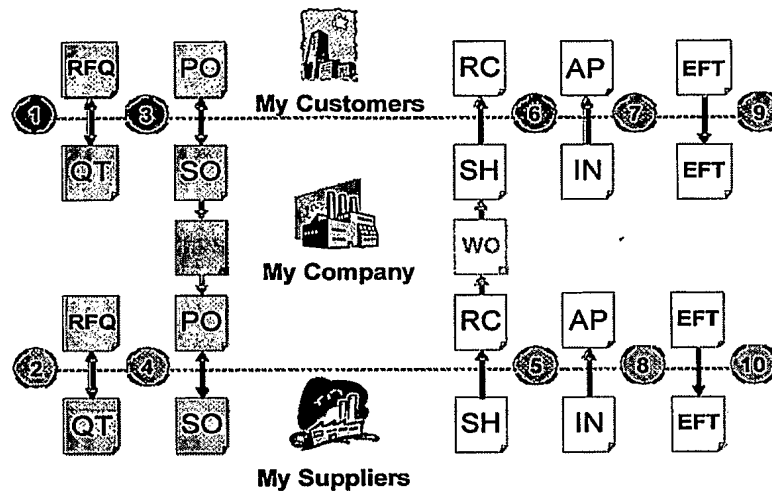 RFQ PO RC AP EFT
My Customers
1 3 6 7 9
QT SO SH IN EFT
My Company
WO
RFQ PO RC AP EFT
2 4 5 8 10
QT SO SH IN EFT
My Suppliers